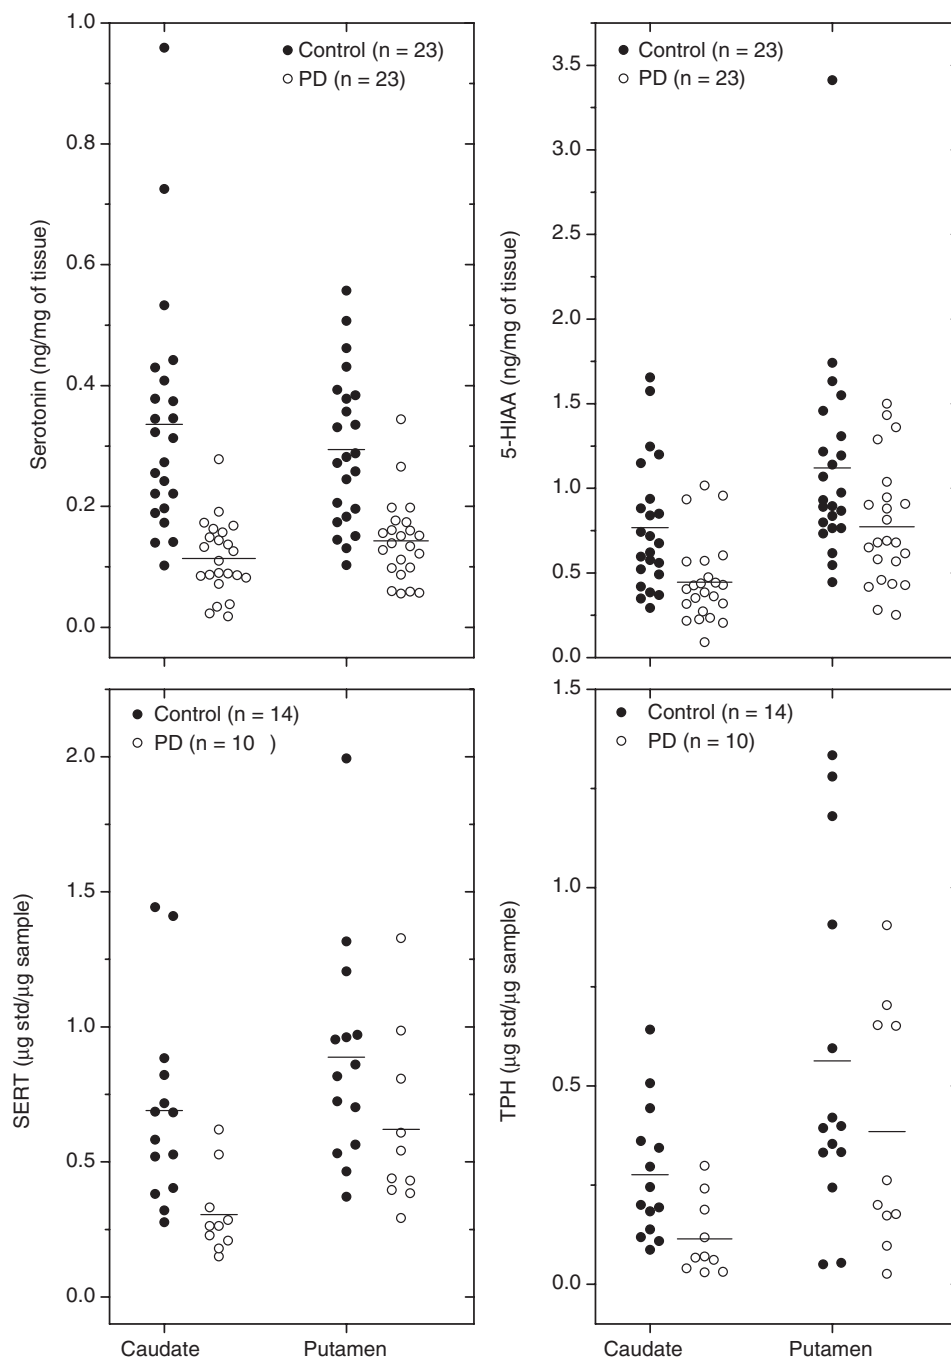 1.0
0.8
0.6
0.4
0.2
0.0
Serotonin (ng/mg of tissue)
Control (n = 23)
PD (n = 23)
3.5
3.0
2.5
2.0
1.5
1.0
0.5
0.0
5-HIAA (ng/mg of tissue)
Control (n = 23)
PD (n = 23)
2.0
1.5
1.0
0.5
0.0
SERT (μg std/μg sample)
Control (n = 14)
PD (n = 10 )
Caudate
Putamen
1.5
1.0
0.5
0.0
TPH (μg std/μg sample)
Control (n = 14)
PD (n = 10)
Caudate
Putamen